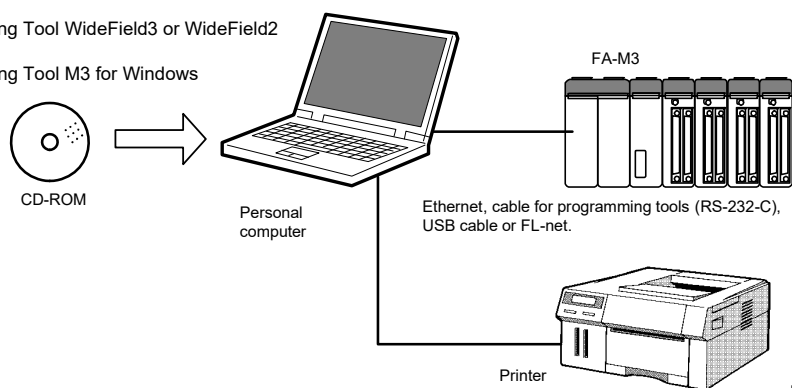 ng Tool WideField3 or WideField2
ng Tool M3 for Windows
FA-M3
CD-ROM
Personal
computer
Ethernet, cable for programming tools (RS-232-C),
USB cable or FL-net.
Printer